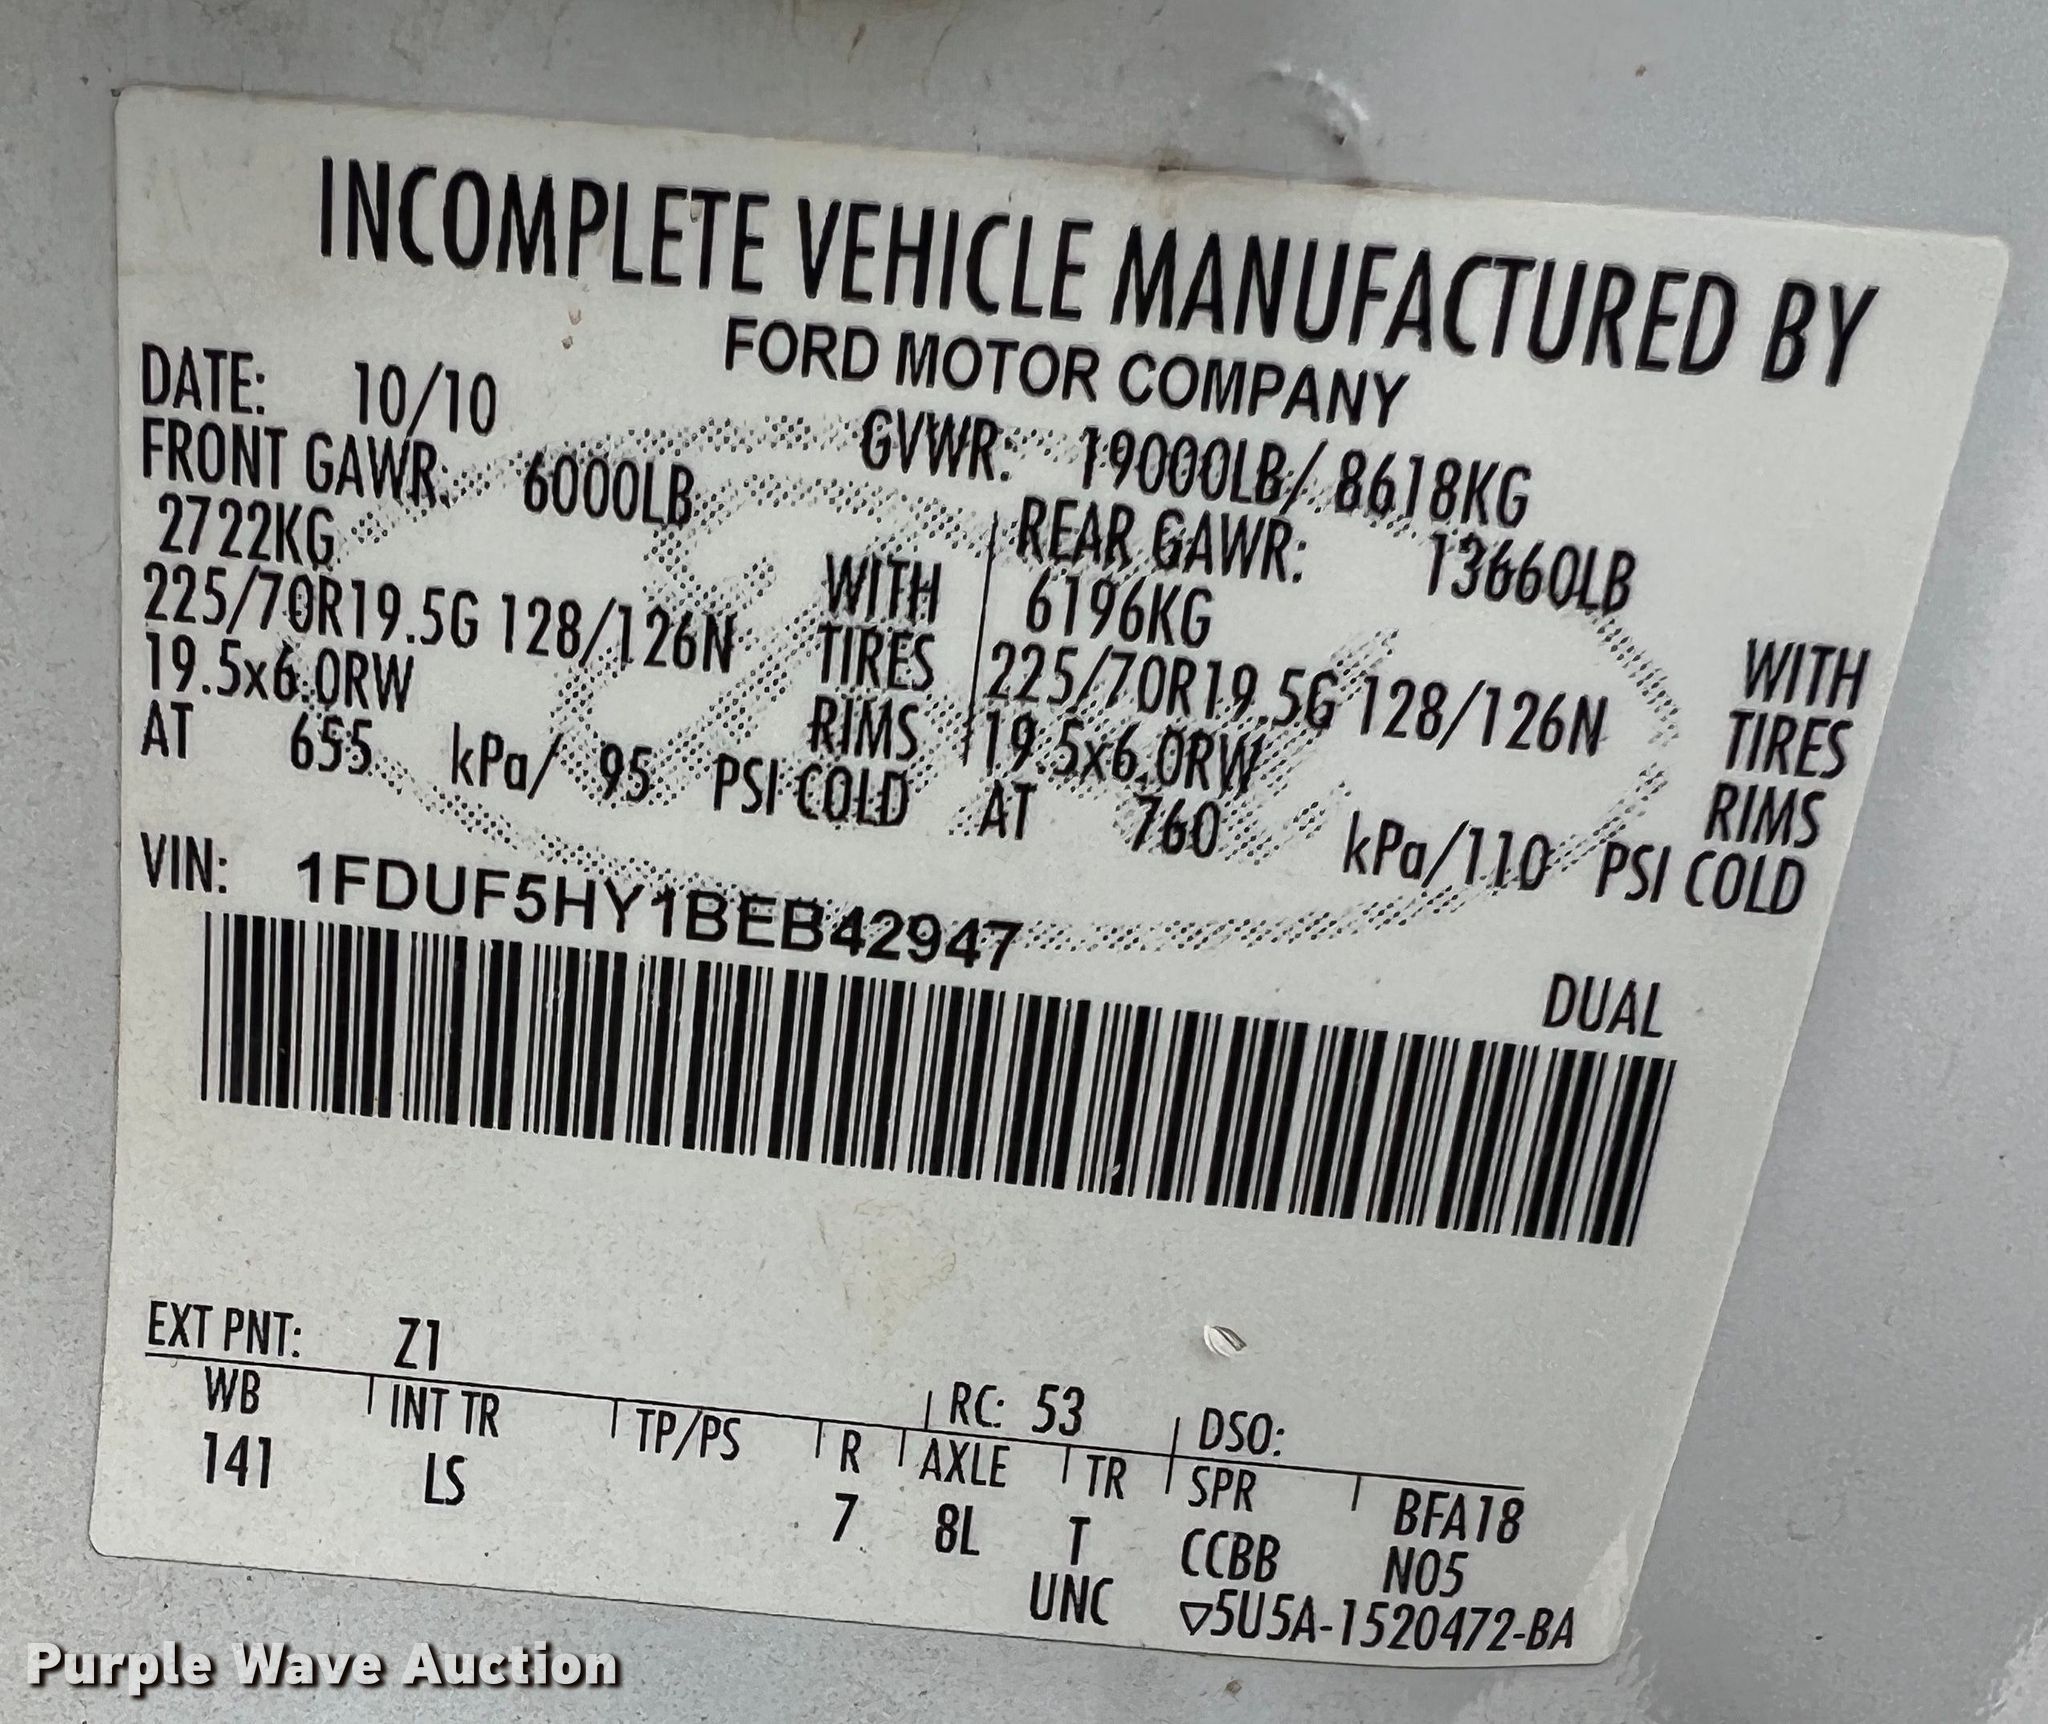 INCOMPLETE VEHICLE MANUFACTURED BY
FORD MOTOR COMPANY
DATE: 10/10 GVWR: 19000LB/ 8618KG
FRONT GAWR: 6000LB REAR GAWR: 13660LB
2722KG WITH 6196KG WITH
225/70R19.5G 128/126N TIRES 225/70R19.5G 128/126N TIRES
19.5x6.0RW RIMS 19.5x6.0RW RIMS
AT 655 kPa/ 95 PSI COLD AT 760 kPa/110 PSI COLD
VIN: 1FDUF5HY1BEB42947
DUAL
EXT PNT: Z1 RC: 53 DSO:
WB INT TR TP/PS R AXLE TR SPR BFA18
141 LS 7 8L T CCBB N05
UNC ▽5U5A-1520472-BA
Purple Wave Auction